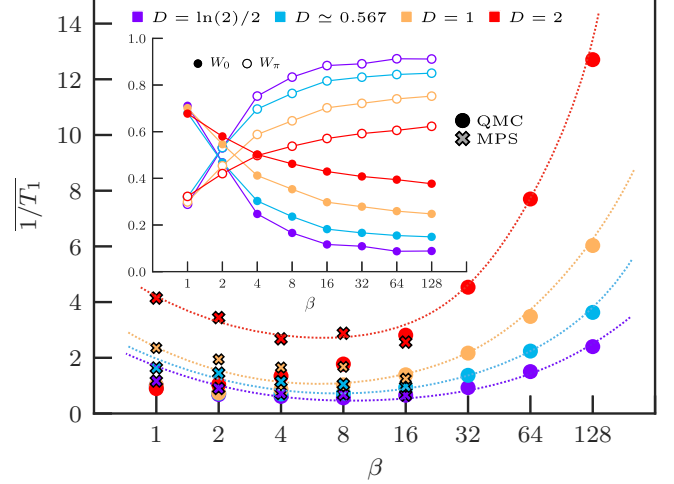 D = ln(2)/2 D ≃ 0.567 D = 1 D = 2
W₀ Wπ
QMC
MPS
1.0
0.8
0.6
0.4
0.2
0.0
1 2 4 8 16 32 64 128
β
14
12
10
8
6
4
2
0
1/T₁
1 2 4 8 16 32 64 128
β